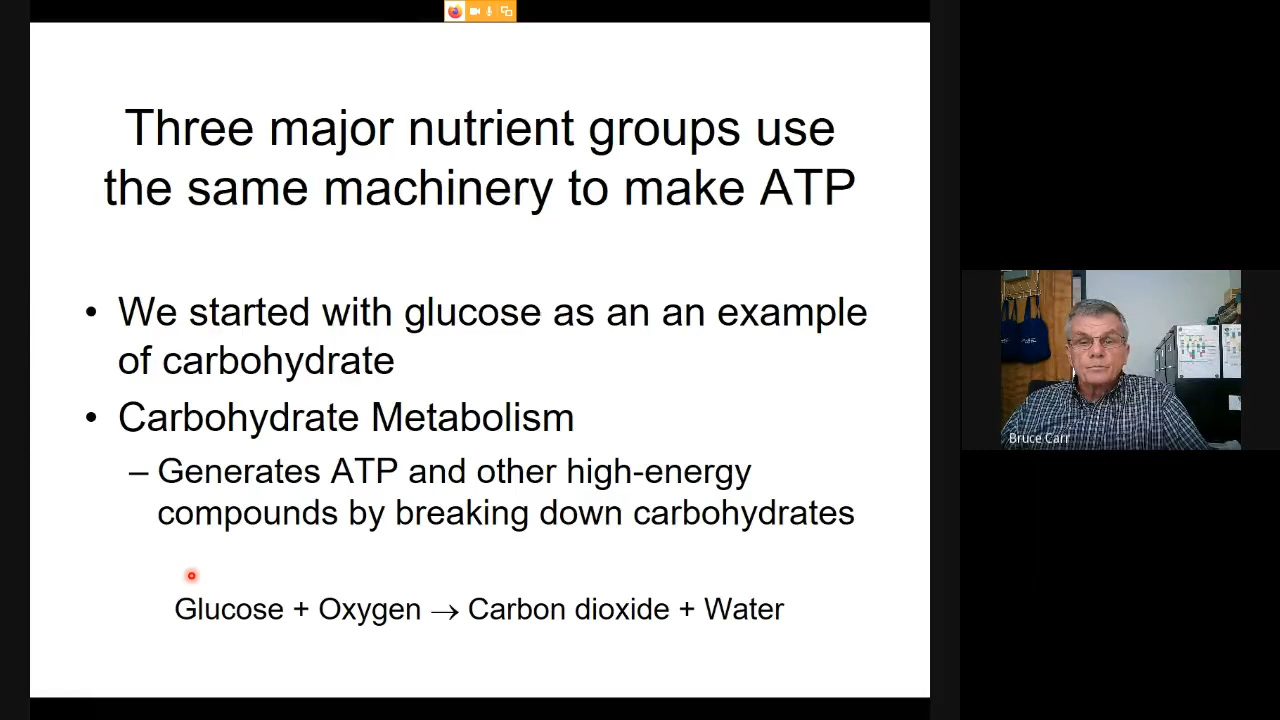 Three major nutrient groups use
the same machinery to make ATP
• We started with glucose as an an example
of carbohydrate
• Carbohydrate Metabolism
– Generates ATP and other high-energy
compounds by breaking down carbohydrates
Glucose + Oxygen → Carbon dioxide + Water
Bruce Carr